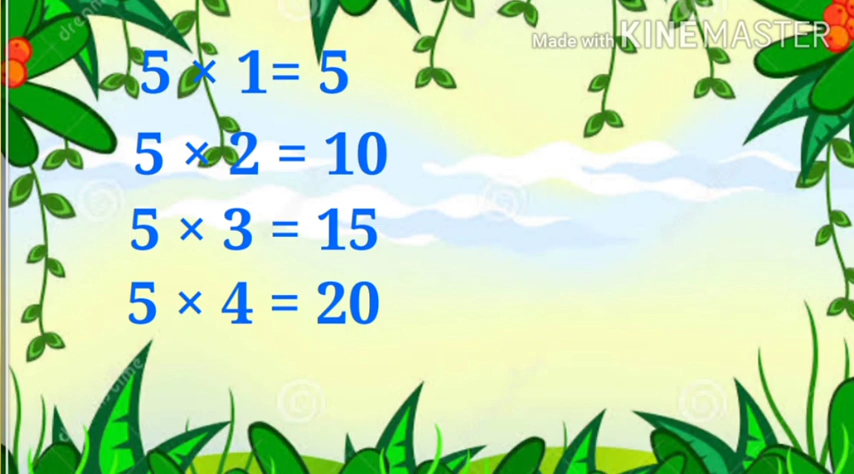 Made with KINEMASTER
5 × 1= 5
5 × 2 = 10
5 × 3 = 15
5 × 4 = 20